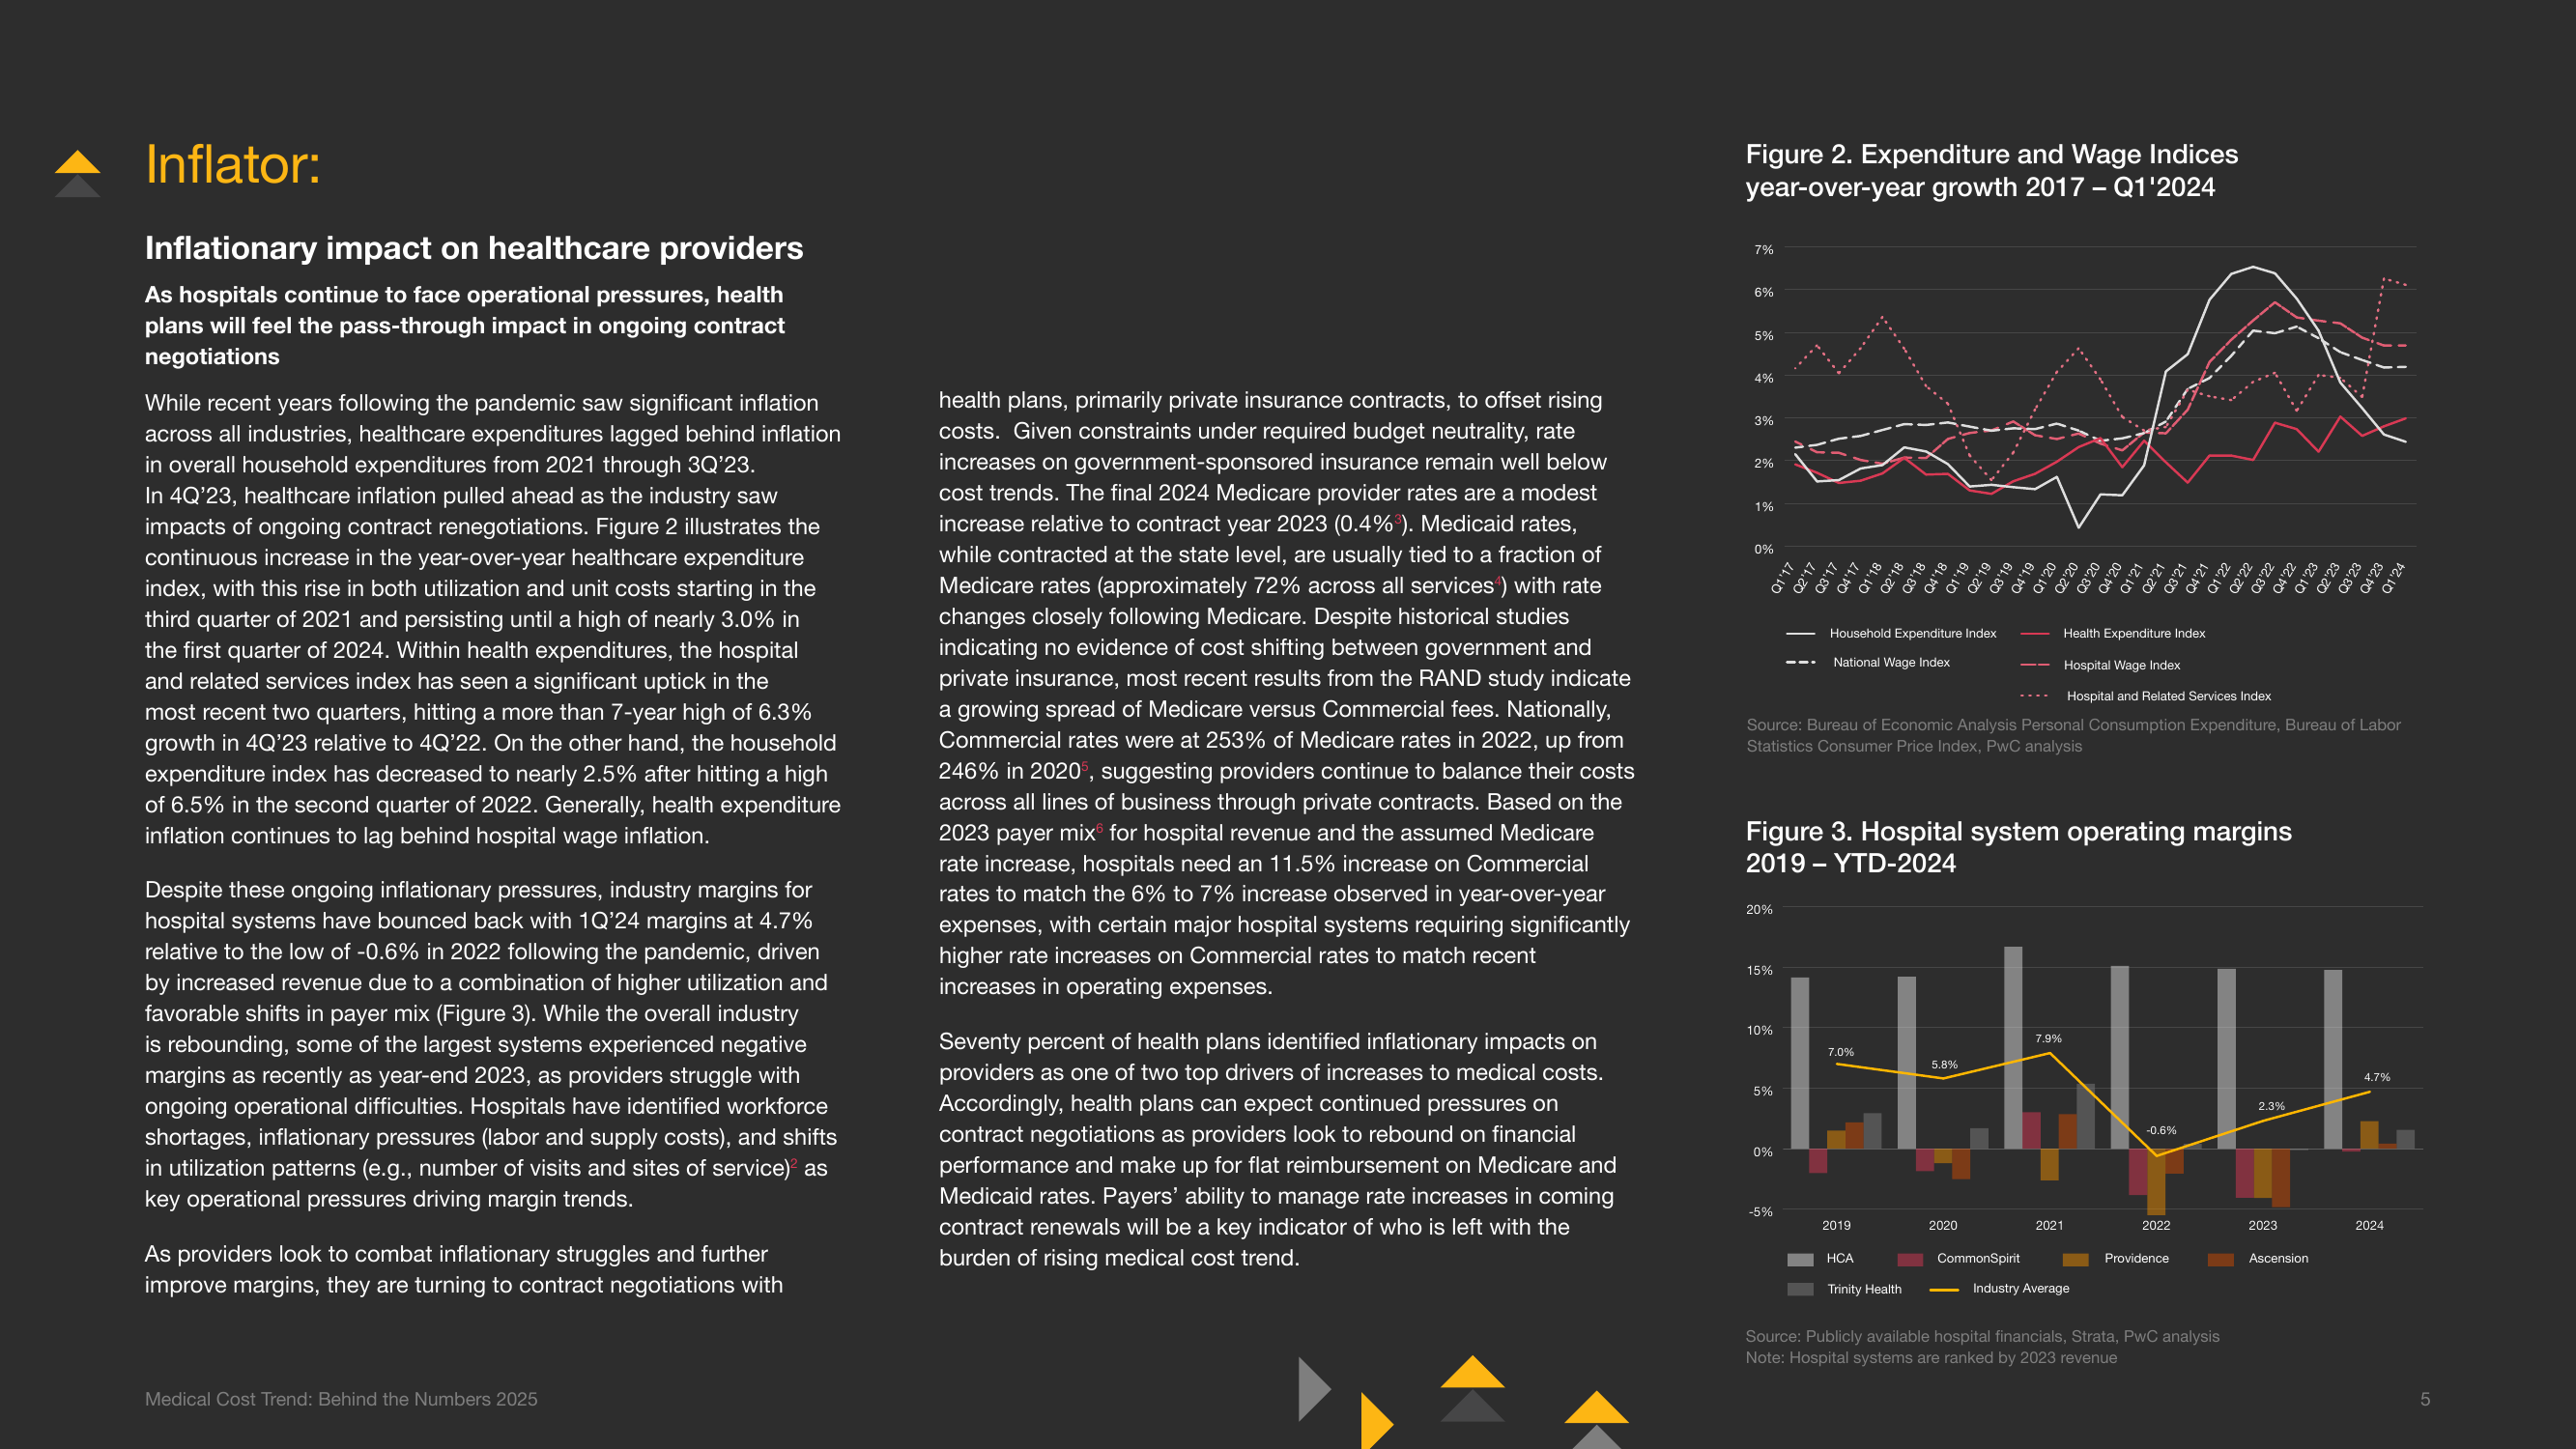 Inflator:
Inflationary impact on healthcare providers
As hospitals continue to face operational pressures, health
plans will feel the pass-through impact in ongoing contract
negotiations
While recent years following the pandemic saw significant inflation
across all industries, healthcare expenditures lagged behind inflation
in overall household expenditures from 2021 through 3Q’23.
In 4Q’23, healthcare inflation pulled ahead as the industry saw
impacts of ongoing contract renegotiations. Figure 2 illustrates the
continuous increase in the year-over-year healthcare expenditure
index, with this rise in both utilization and unit costs starting in the
third quarter of 2021 and persisting until a high of nearly 3.0% in
the first quarter of 2024. Within health expenditures, the hospital
and related services index has seen a significant uptick in the
most recent two quarters, hitting a more than 7-year high of 6.3%
growth in 4Q’23 relative to 4Q’22. On the other hand, the household
expenditure index has decreased to nearly 2.5% after hitting a high
of 6.5% in the second quarter of 2022. Generally, health expenditure
inflation continues to lag behind hospital wage inflation.
Despite these ongoing inflationary pressures, industry margins for
hospital systems have bounced back with 1Q’24 margins at 4.7%
relative to the low of -0.6% in 2022 following the pandemic, driven
by increased revenue due to a combination of higher utilization and
favorable shifts in payer mix (Figure 3). While the overall industry
is rebounding, some of the largest systems experienced negative
margins as recently as year-end 2023, as providers struggle with
ongoing operational difficulties. Hospitals have identified workforce
shortages, inflationary pressures (labor and supply costs), and shifts
in utilization patterns (e.g., number of visits and sites of service)2 as
key operational pressures driving margin trends.
As providers look to combat inflationary struggles and further
improve margins, they are turning to contract negotiations with
health plans, primarily private insurance contracts, to offset rising
costs.  Given constraints under required budget neutrality, rate
increases on government-sponsored insurance remain well below
cost trends. The final 2024 Medicare provider rates are a modest
increase relative to contract year 2023 (0.4%3). Medicaid rates,
while contracted at the state level, are usually tied to a fraction of
Medicare rates (approximately 72% across all services4) with rate
changes closely following Medicare. Despite historical studies
indicating no evidence of cost shifting between government and
private insurance, most recent results from the RAND study indicate
a growing spread of Medicare versus Commercial fees. Nationally,
Commercial rates were at 253% of Medicare rates in 2022, up from
246% in 20205, suggesting providers continue to balance their costs
across all lines of business through private contracts. Based on the
2023 payer mix6 for hospital revenue and the assumed Medicare
rate increase, hospitals need an 11.5% increase on Commercial
rates to match the 6% to 7% increase observed in year-over-year
expenses, with certain major hospital systems requiring significantly
higher rate increases on Commercial rates to match recent
increases in operating expenses.
Seventy percent of health plans identified inflationary impacts on
providers as one of two top drivers of increases to medical costs.
Accordingly, health plans can expect continued pressures on
contract negotiations as providers look to rebound on financial
performance and make up for flat reimbursement on Medicare and
Medicaid rates. Payers’ ability to manage rate increases in coming
contract renewals will be a key indicator of who is left with the
burden of rising medical cost trend.
Figure 2. Expenditure and Wage Indices
year-over-year growth 2017 – Q1'2024
7%
6%
5%
4%
3%
2%
1%
0%
Q1'17 Q2'17 Q3'17 Q4'17 Q1'18 Q2'18 Q3'18 Q4'18 Q1'19 Q2'19 Q3'19 Q4'19 Q1'20 Q2'20 Q3'20 Q4'20 Q1'21 Q2'21 Q3'21 Q4'21 Q1'22 Q2'22 Q3'22 Q4'22 Q1'23 Q2'23 Q3'23 Q4'23 Q1'24
Household Expenditure Index Health Expenditure Index
National Wage Index Hospital Wage Index
Hospital and Related Services Index
Source: Bureau of Economic Analysis Personal Consumption Expenditure, Bureau of Labor
Statistics Consumer Price Index, PwC analysis
Figure 3. Hospital system operating margins
2019 – YTD-2024
20%
15%
10%
5%
0%
-5%
7.0% 5.8% 7.9% -0.6% 2.3% 4.7%
2019 2020 2021 2022 2023 2024
HCA CommonSpirit Providence Ascension
Trinity Health Industry Average
Source: Publicly available hospital financials, Strata, PwC analysis
Note: Hospital systems are ranked by 2023 revenue
Medical Cost Trend: Behind the Numbers 2025
5